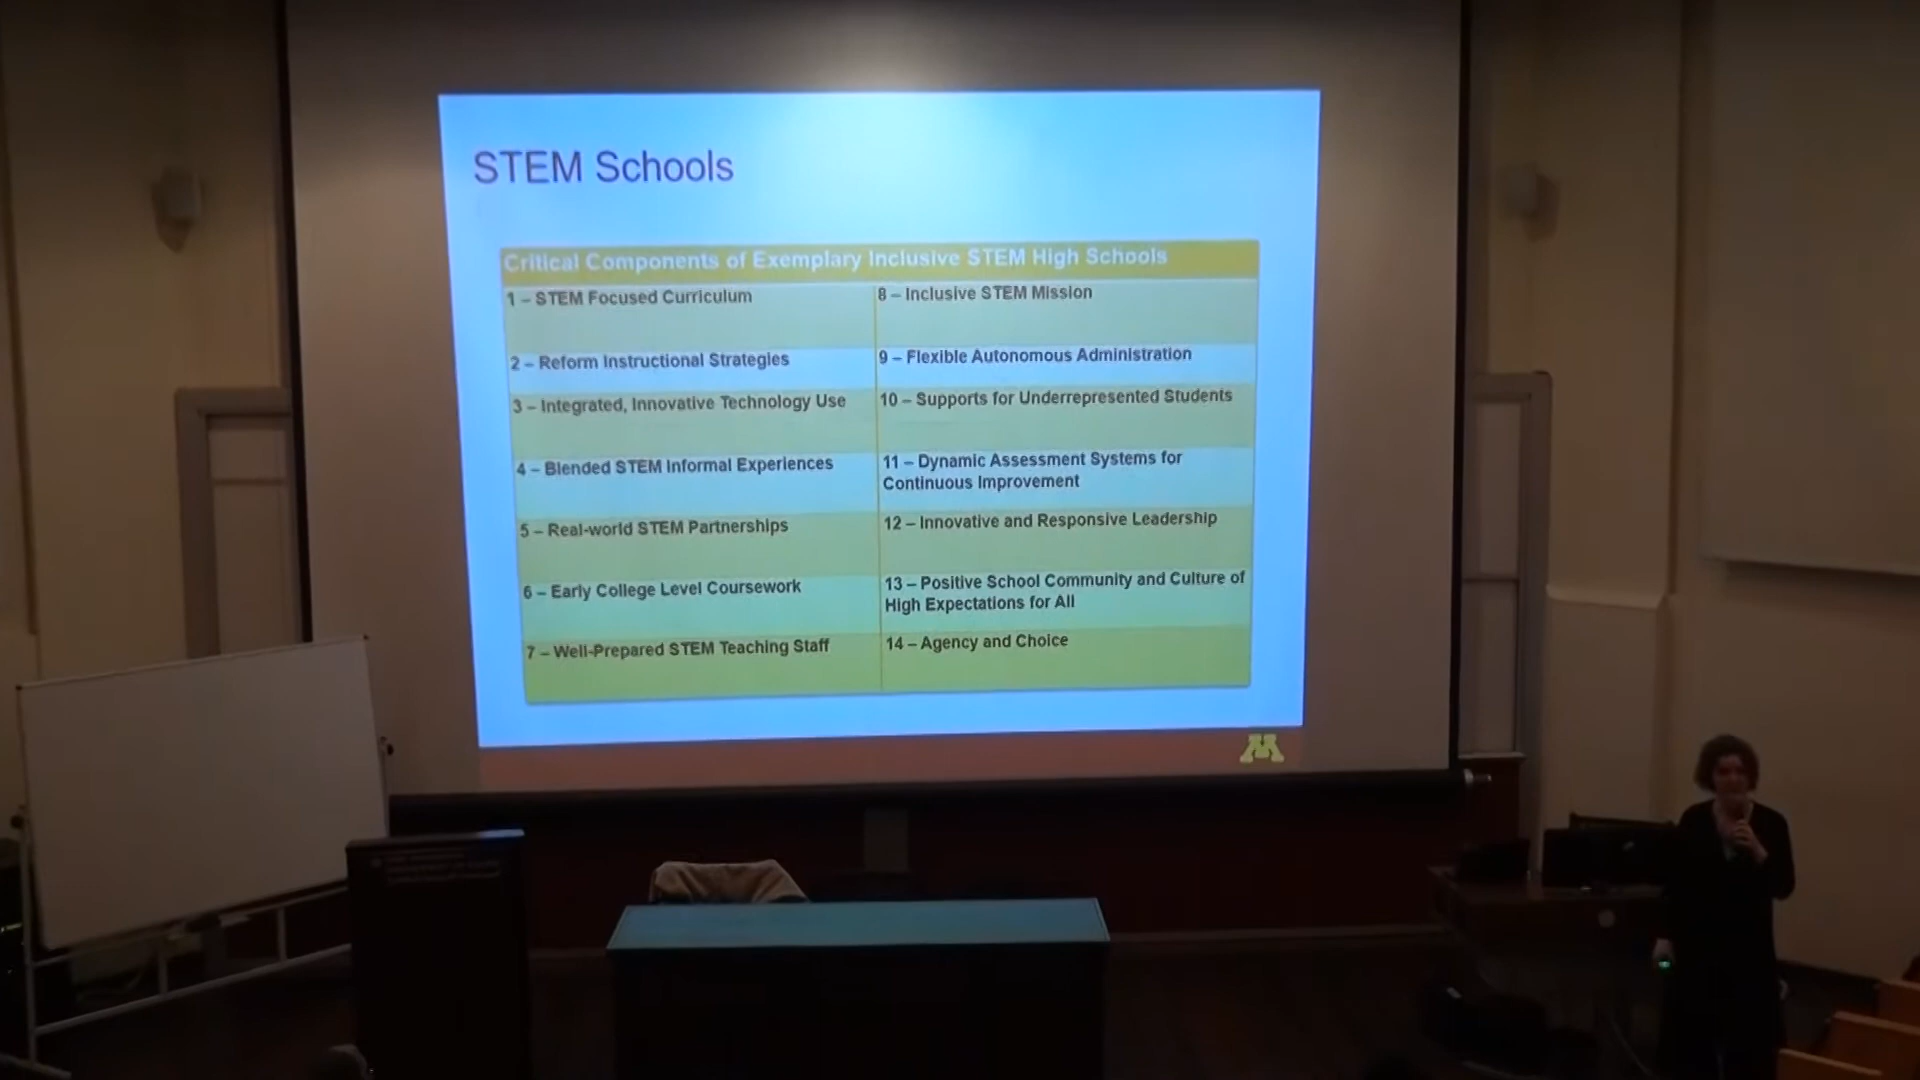 STEM Schools
Critical Components of Exemplary Inclusive STEM High Schools
1 – STEM Focused Curriculum
2 – Reform Instructional Strategies
3 – Integrated, Innovative Technology Use
4 – Blended STEM Informal Experiences
5 – Real-world STEM Partnerships
6 – Early College Level Coursework
7 – Well-Prepared STEM Teaching Staff
8 – Inclusive STEM Mission
9 – Flexible Autonomous Administration
10 – Supports for Underrepresented Students
11 – Dynamic Assessment Systems for
Continuous Improvement
12 – Innovative and Responsive Leadership
13 – Positive School Community and Culture of
High Expectations for All
14 – Agency and Choice
M